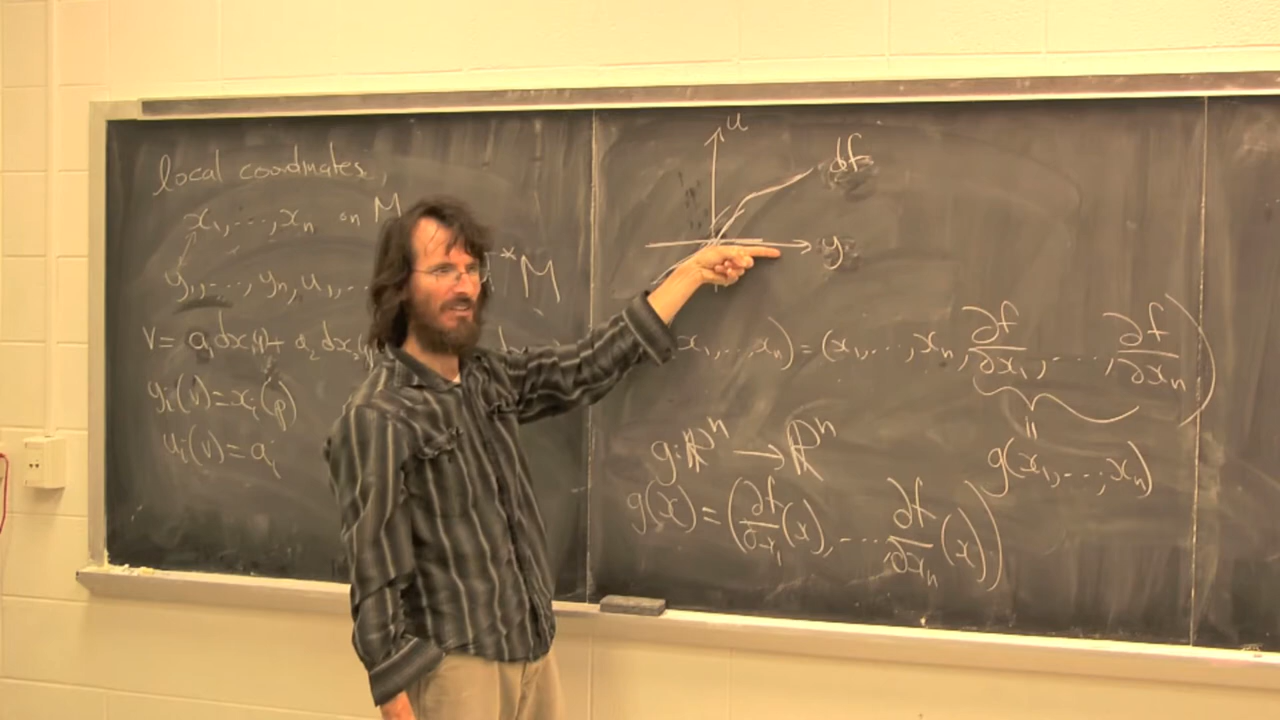 local coordinates,
x₁,...,xₙ on M
y₁,...,yₙ,u₁,... T*M
v= a₁dx₁(p)+ a₂dx₂(p)
yᵢ(v)=xᵢ(p)
uᵢ(v)=aᵢ
u
df
y
x₁,...,xₙ)=(x₁,...,xₙ,∂f/∂x₁,...,∂f/∂xₙ)
=
g(x₁,...,xₙ)
g:ℝⁿ→ℝⁿ
g(x)=(∂f/∂x₁(x),...∂f/∂xₙ(x))